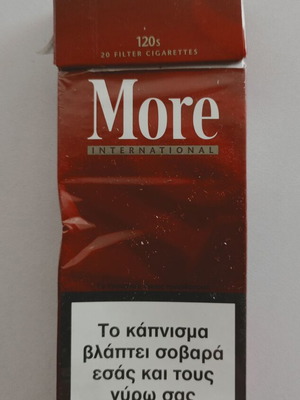 120s
20 FILTER CIGARETTES
More
INTERNATIONAL
Το κάπνισμα
βλάπτει σοβαρά
εσάς και τους
γύρω σας